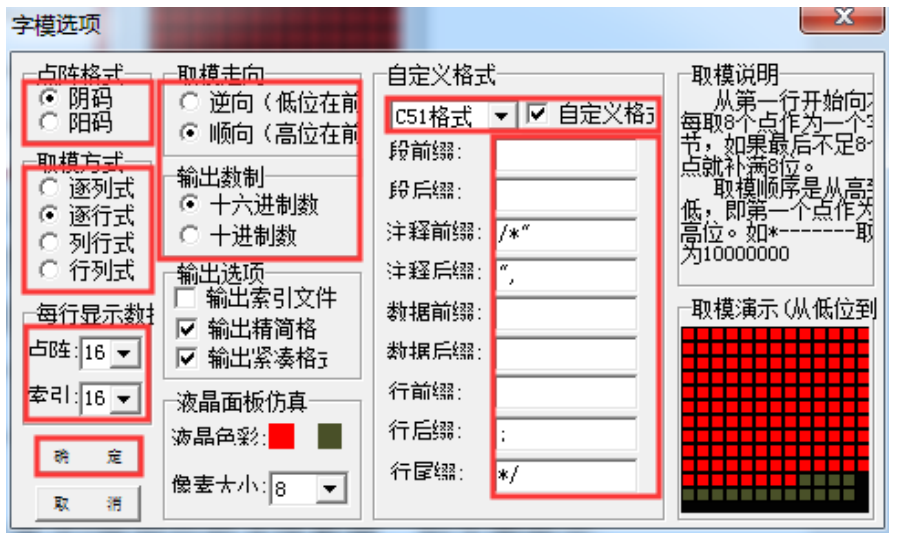 字模选项
点阵格式
阴码
阳码
取模方式
逐列式
逐行式
列行式
行列式
每行显示数
点阵: 16
索引: 16
确 定
取 消
取模走向
逆向（低位在前
顺向（高位在前
输出数制
十六进制数
十进制数
输出选项
输出索引文件
输出精简格
输出紧凑格式
液晶面板仿真
液晶色彩:
像素大小: 8
自定义格式
C51格式 自定义格式
段前缀:
段后缀:
注释前缀: /*"
注释后缀: ",
数据前缀:
数据后缀:
行前缀:
行后缀: ;
行尾缀: */
取模说明
从第一行开始向
每取8个点作为一个字
节，如果最后不足8个
点就补满8位。
取模顺序是从高到
低，即第一个点作为
高位。如*-------取
为10000000
取模演示(从低位到